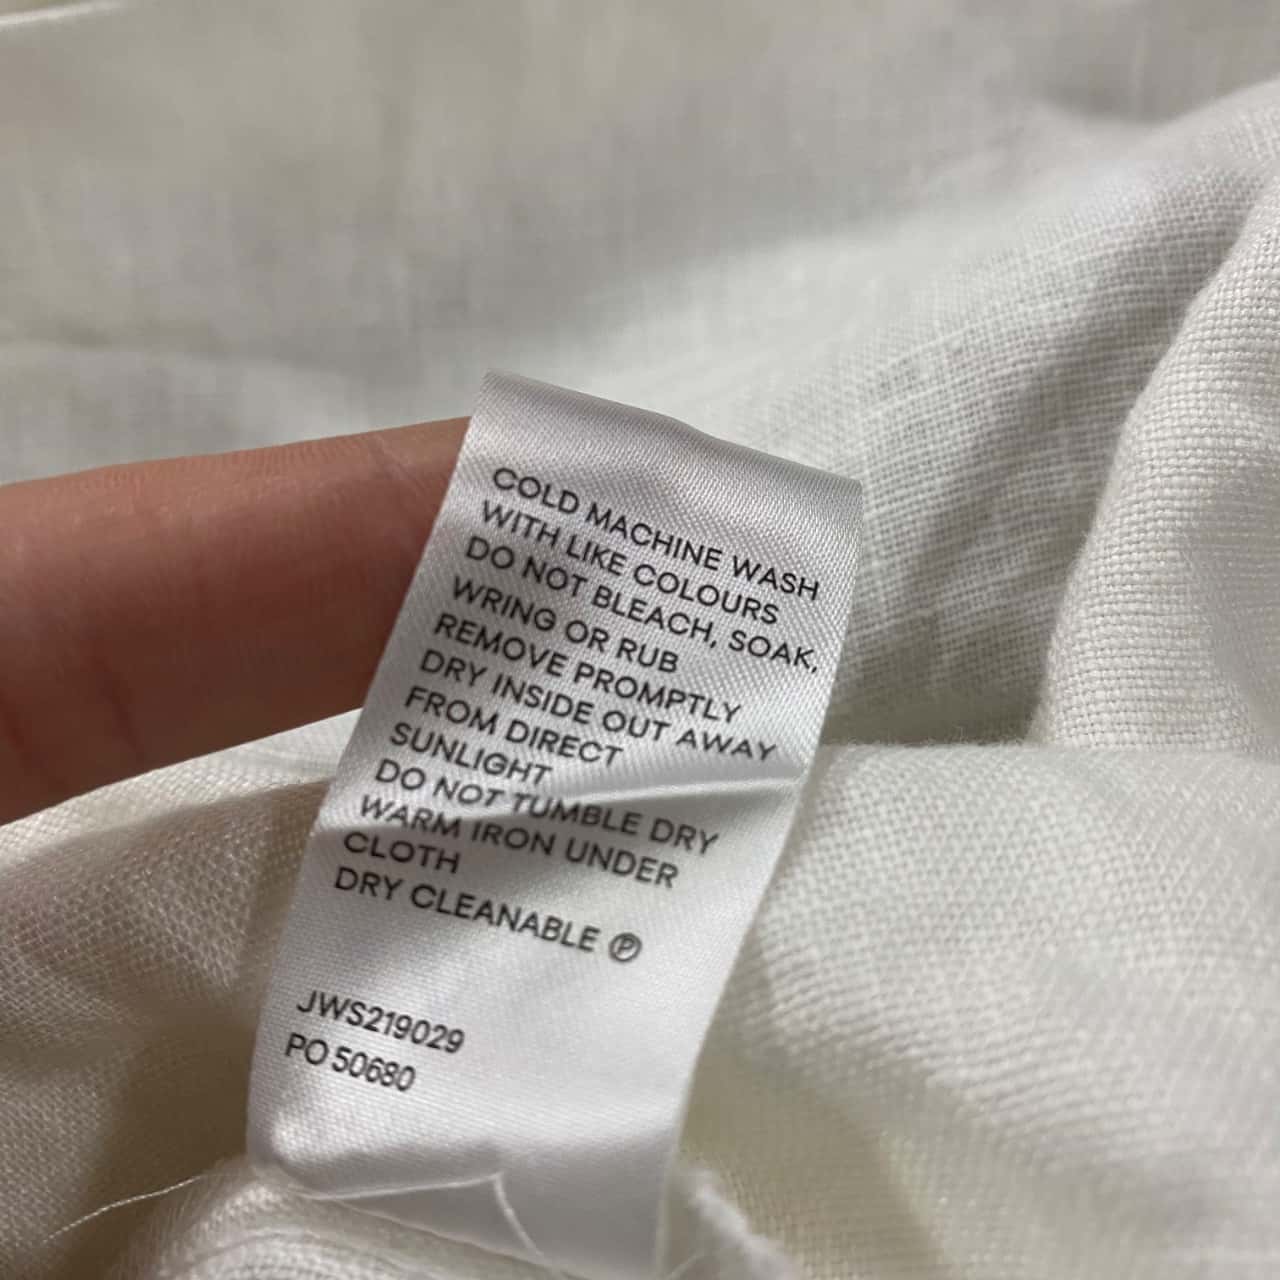 COLD MACHINE WASH
WITH LIKE COLOURS
DO NOT BLEACH, SOAK,
WRING OR RUB
REMOVE PROMPTLY
DRY INSIDE OUT AWAY
FROM DIRECT
SUNLIGHT
DO NOT TUMBLE DRY
WARM IRON UNDER
CLOTH
DRY CLEANABLE Ⓟ
JWS219029
PO 50680